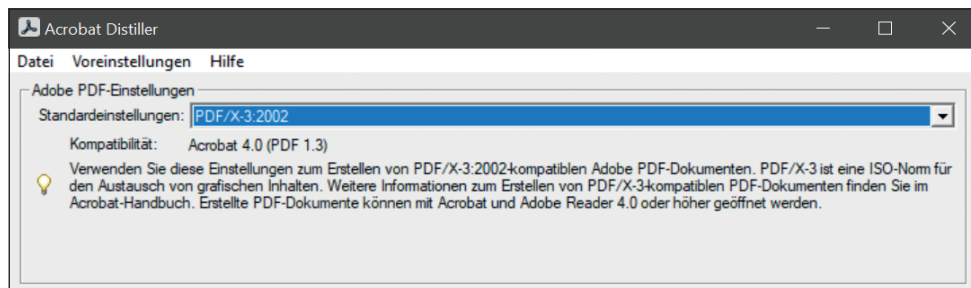 Acrobat Distiller
Datei Voreinstellungen Hilfe
Adobe PDF-Einstellungen
Standardeinstellungen: PDF/X-3:2002
Kompatibilität: Acrobat 4.0 (PDF 1.3)
Verwenden Sie diese Einstellungen zum Erstellen von PDF/X-3:2002-kompatiblen Adobe PDF-Dokumenten. PDF/X-3 ist eine ISO-Norm für
den Austausch von grafischen Inhalten. Weitere Informationen zum Erstellen von PDF/X-3-kompatiblen PDF-Dokumenten finden Sie im
Acrobat-Handbuch. Erstellte PDF-Dokumente können mit Acrobat und Adobe Reader 4.0 oder höher geöffnet werden.